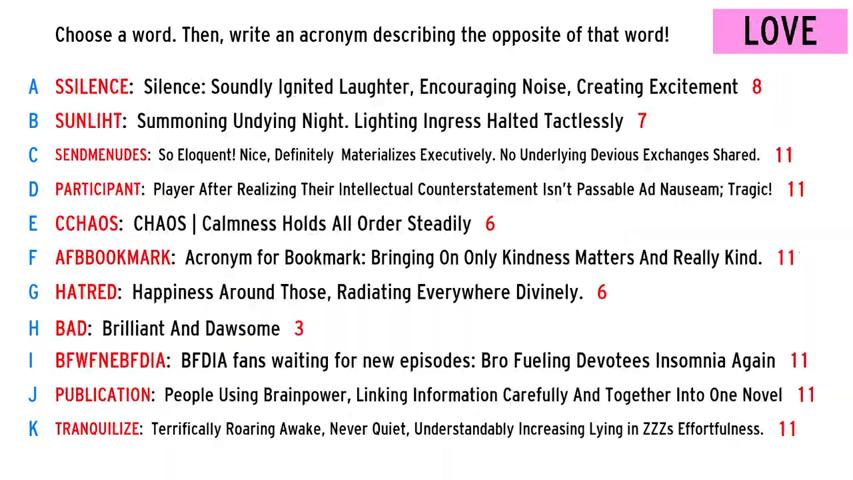 Choose a word. Then, write an acronym describing the opposite of that word!
LOVE
A SSILENCE: Silence: Soundly Ignited Laughter, Encouraging Noise, Creating Excitement 8
B SUNLIHT: Summoning Undying Night. Lighting Ingress Halted Tactlessly 7
C SENDMENUDES: So Eloquent! Nice, Definitely Materializes Executively. No Underlying Devious Exchanges Shared. 11
D PARTICIPANT: Player After Realizing Their Intellectual Counterstatement Isn't Passable Ad Nauseam; Tragic! 11
E CCHAOS: CHAOS | Calmness Holds All Order Steadily 6
F AFBBOOKMARK: Acronym for Bookmark: Bringing On Only Kindness Matters And Really Kind. 11
G HATRED: Happiness Around Those, Radiating Everywhere Divinely. 6
H BAD: Brilliant And Dawsome 3
I BFWFNEBFDIA: BFDIA fans waiting for new episodes: Bro Fueling Devotees Insomnia Again 11
J PUBLICATION: People Using Brainpower, Linking Information Carefully And Together Into One Novel 11
K TRANQUILIZE: Terrifically Roaring Awake, Never Quiet, Understandably Increasing Lying in ZZZs Effortfulness. 11